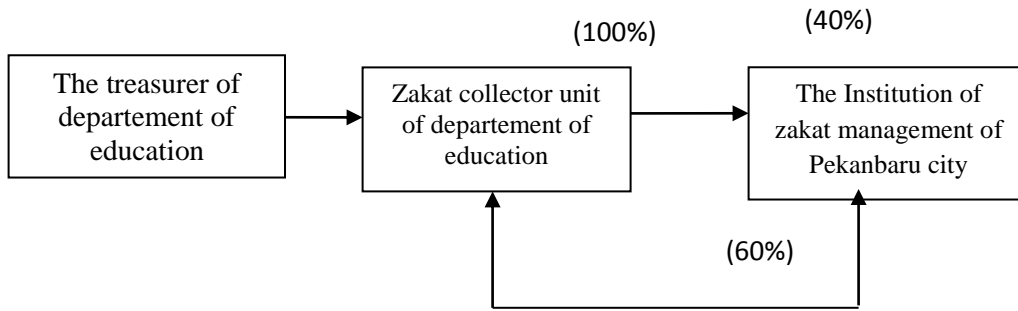 (100%)
(40%)
The treasurer of
departement of
education
Zakat collector unit
of departement of
education
The Institution of
zakat management of
Pekanbaru city
(60%)